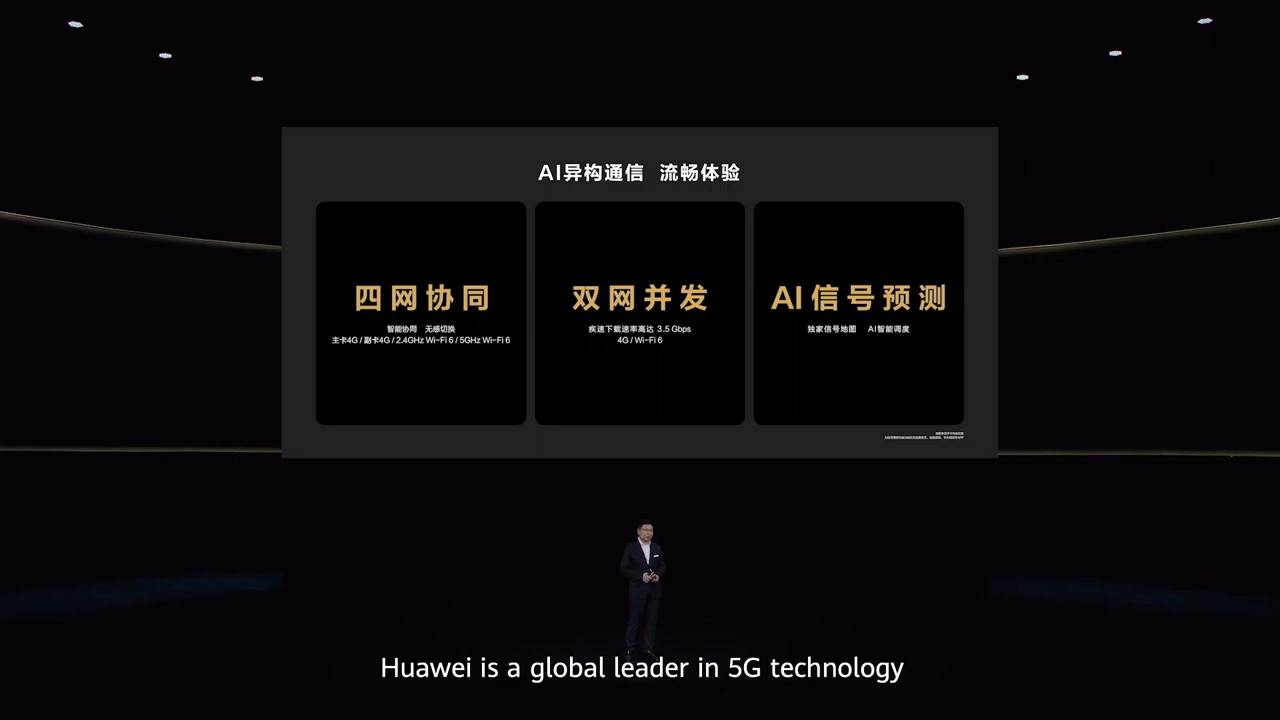 AI异构通信 流畅体验
四网协同
智能协同 无感切换
主卡4G / 副卡4G / 2.4GHz Wi-Fi 6 / 5GHz Wi-Fi 6
双网并发
疾速下载速率高达 3.5 Gbps
4G / Wi-Fi 6
AI信号预测
独家信号地图 AI智能调度
Huawei is a global leader in 5G technology